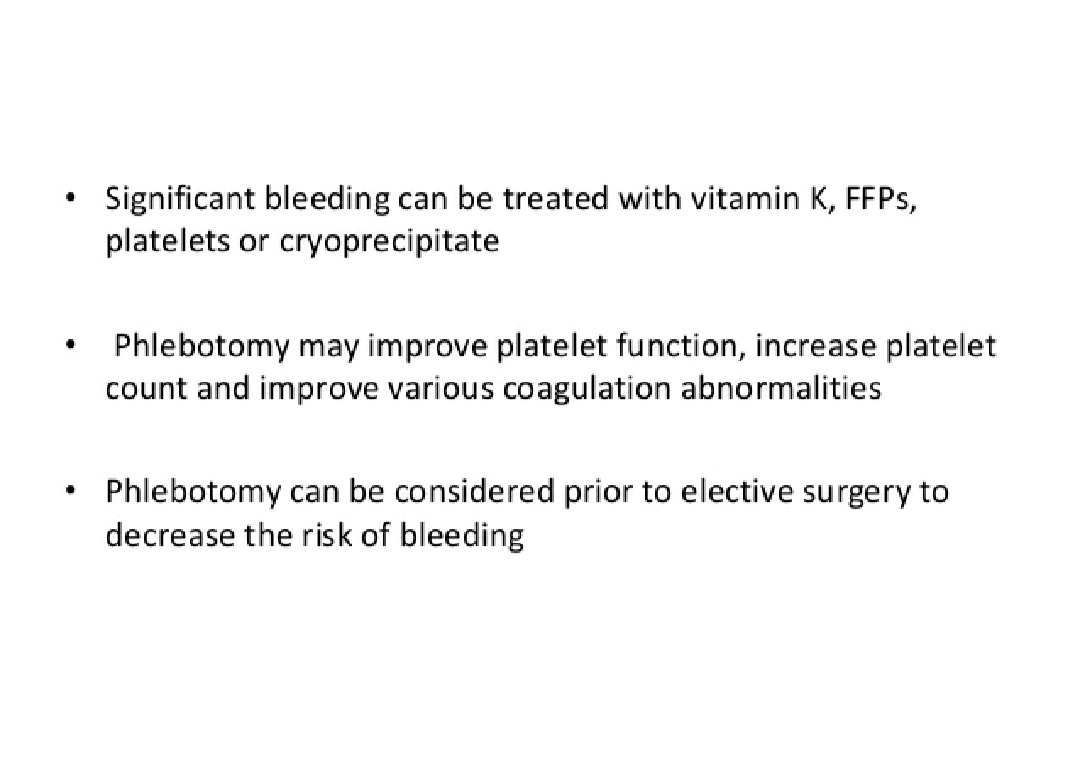 • Significant bleeding can be treated with vitamin K, FFPs,
platelets or cryoprecipitate
• Phlebotomy may improve platelet function, increase platelet
count and improve various coagulation abnormalities
• Phlebotomy can be considered prior to elective surgery to
decrease the risk of bleeding